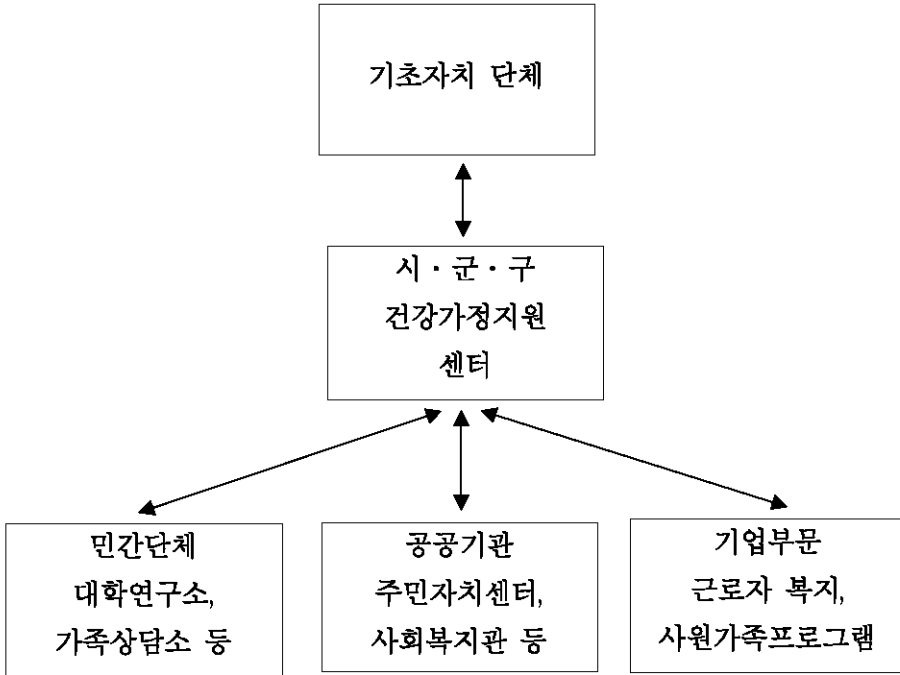 기초자치 단체
시·군·구
건강가정지원
센터
민간단체
대학연구소,
가족상담소 등
공공기관
주민자치센터,
사회복지관 등
기업부문
근로자 복지,
사원가족프로그램